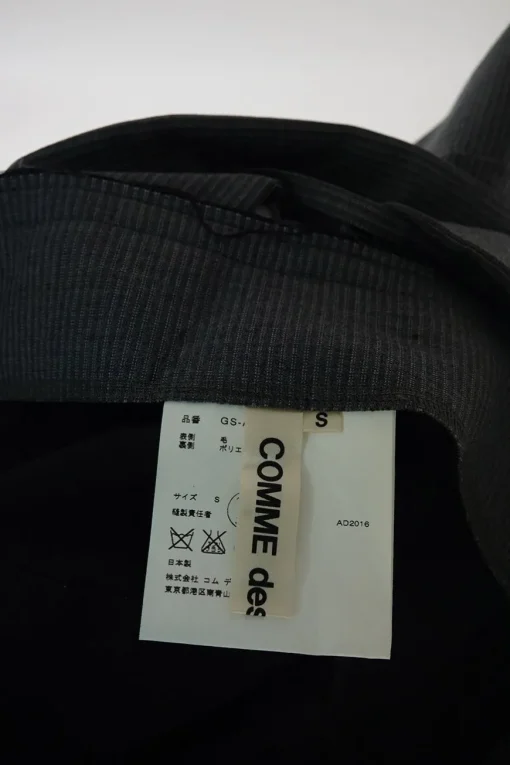 品番 GS-
S
表側 毛
裏側 ポリエ
サイズ S
縫製責任者
AD2016
日本製
株式会社 コム デ
東京都港区南青山
COMME des